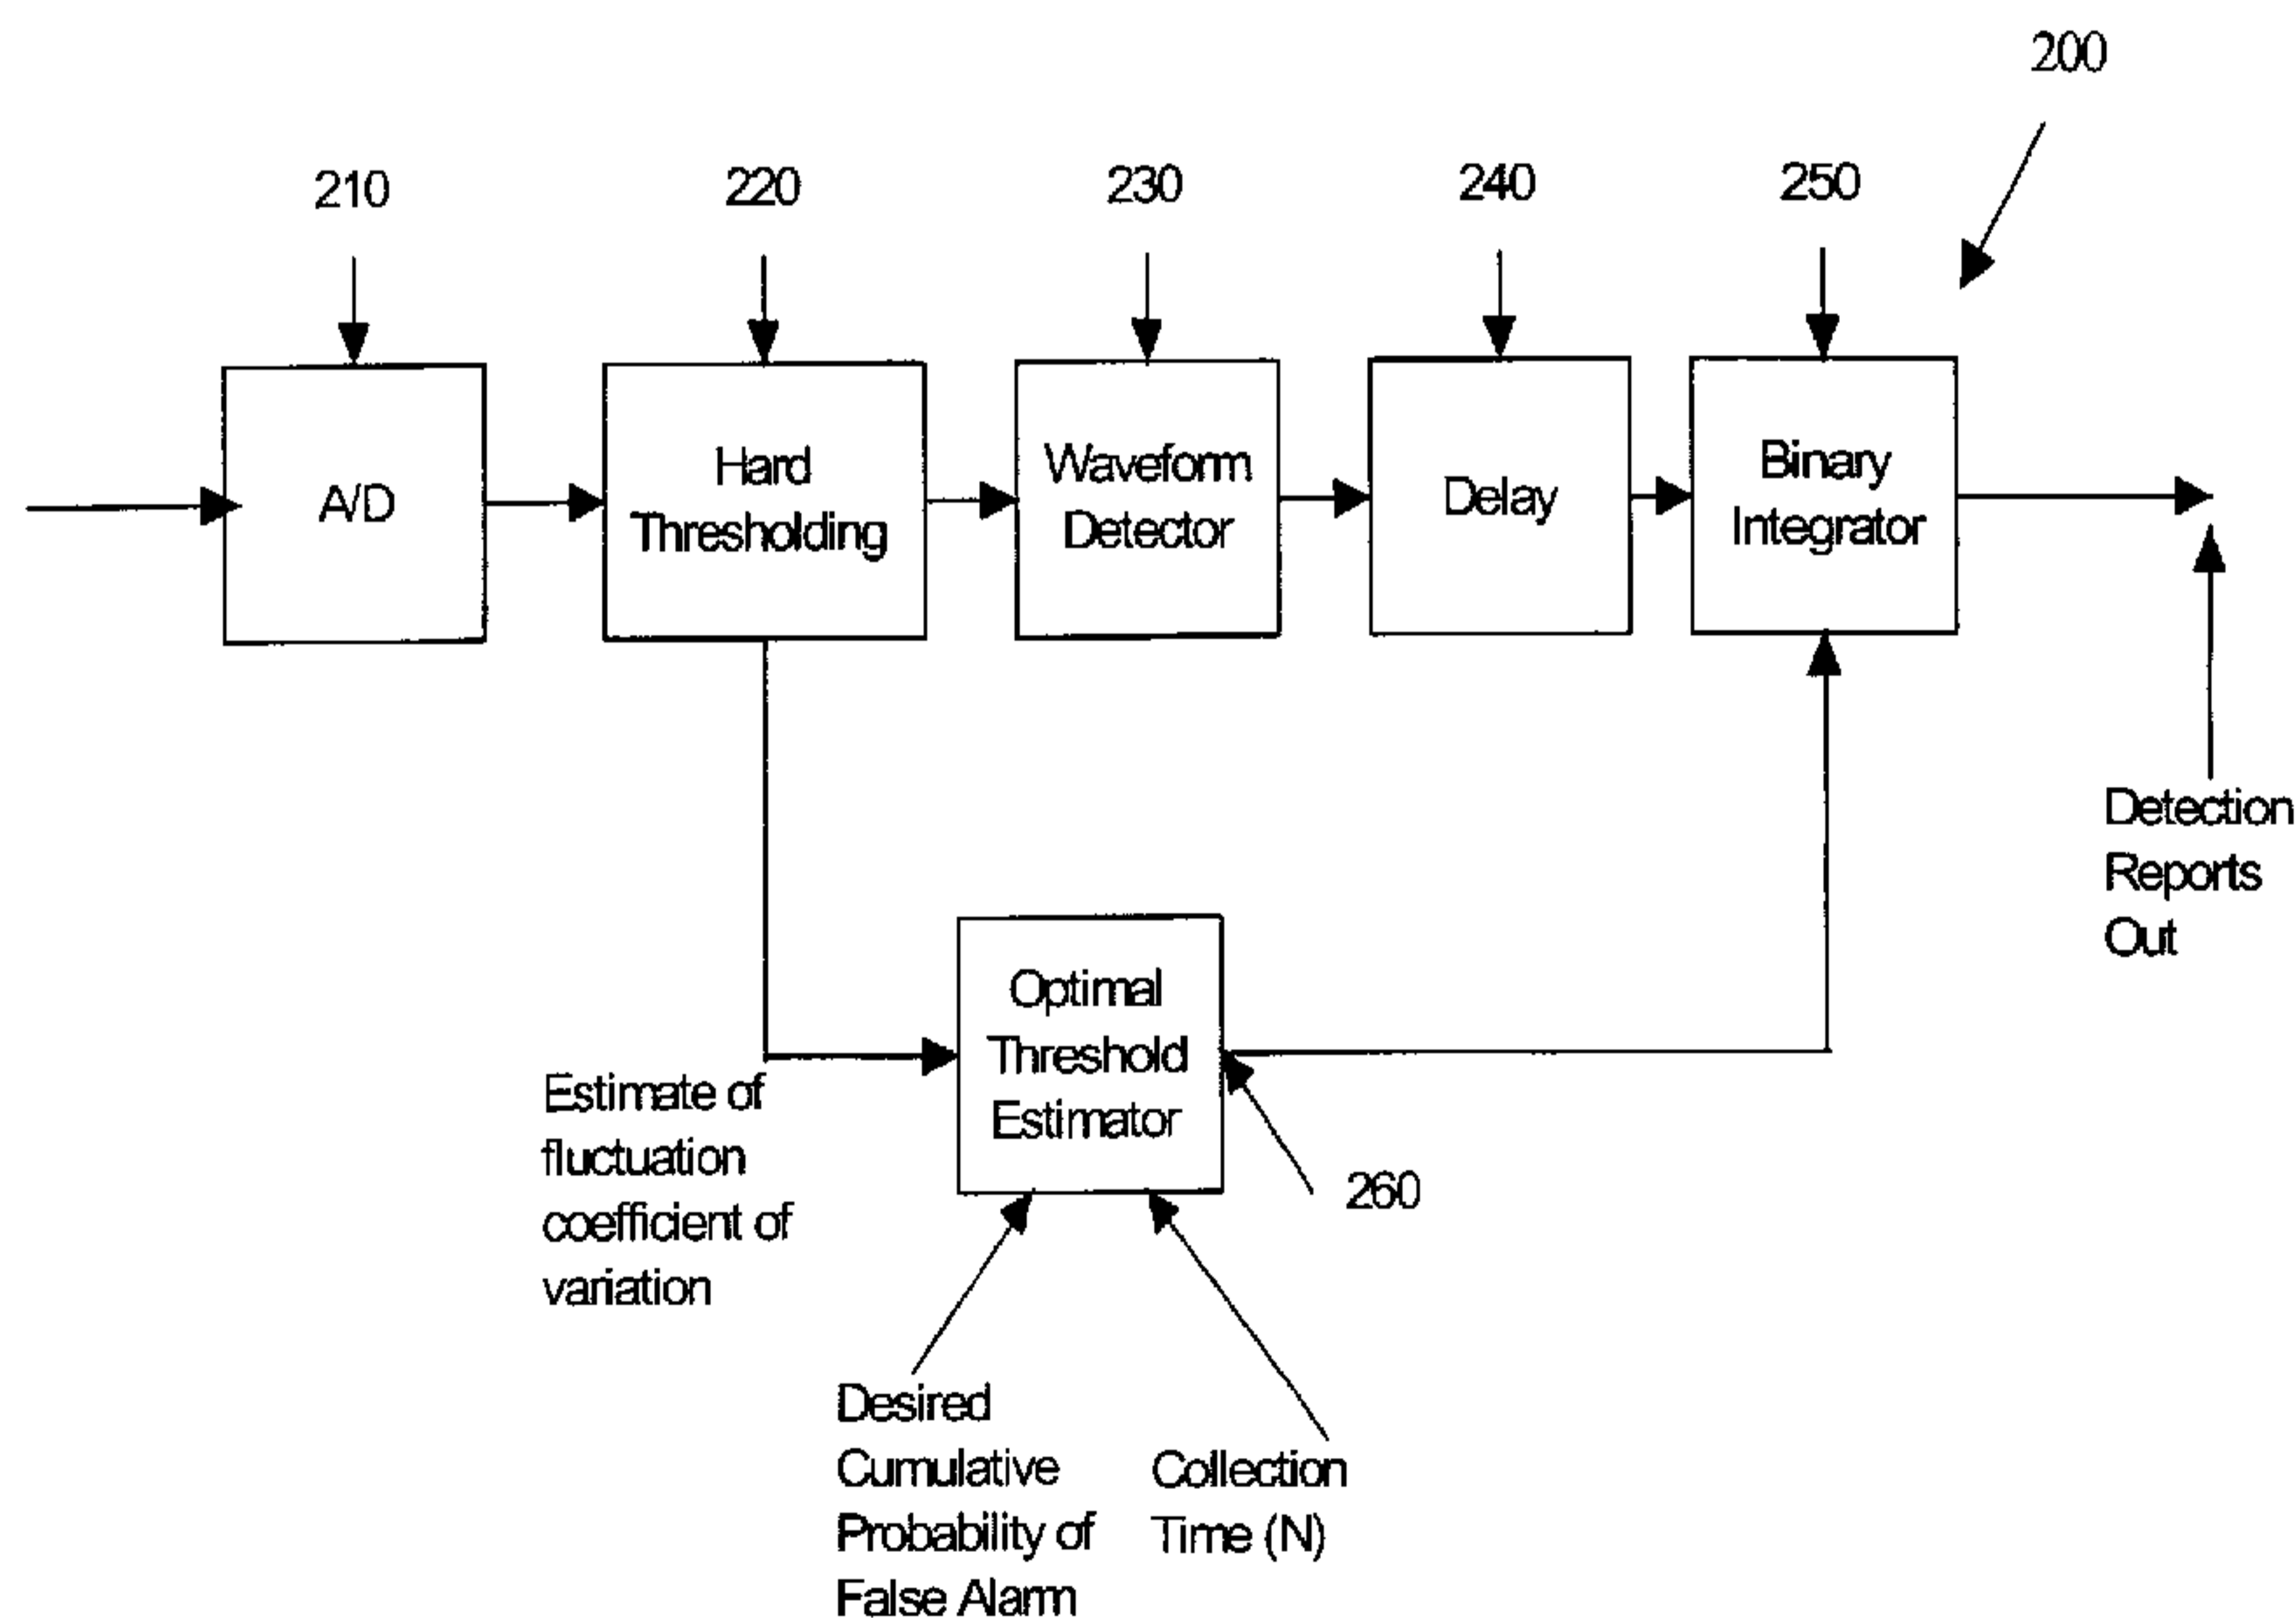 200
210
220
230
240
250
A/D
Hard
Thresholding
Waveform
Detector
Delay
Binary
Integrator
Detection
Reports
Out
Optimal
Threshold
Estimator
Estimate of
fluctuation
coefficient of
variation
260
Desired
Cumulative
Probability of
False Alarm
Collection
Time (N)